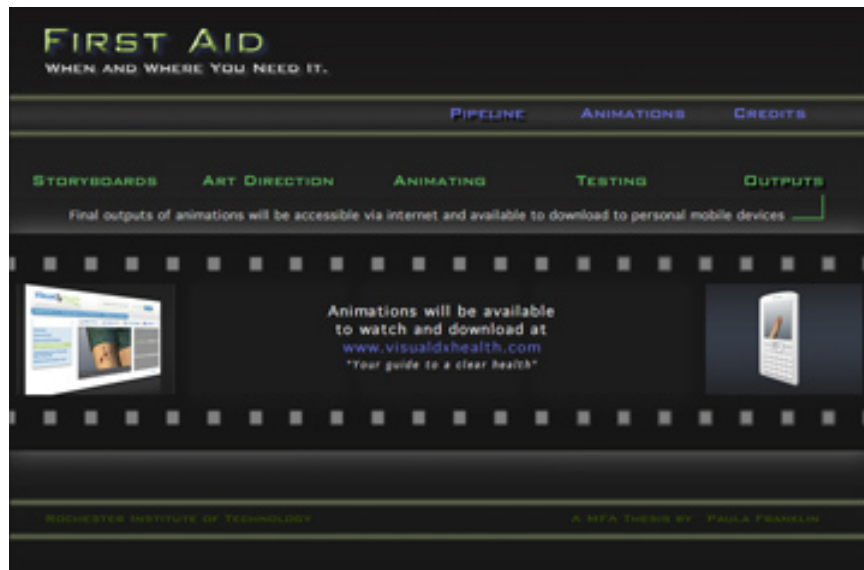 First Aid
When and Where You Need It.
Pipeline Animations Credits
Storyboards Art Direction Animating Testing Outputs
Final outputs of animations will be accessible via internet and available to download to personal mobile devices
Animations will be available
to watch and download at
www.visualdxhealth.com
"Your guide to a clear health"
Rochester Institute of Technology A MFA Thesis by Paula Franklin